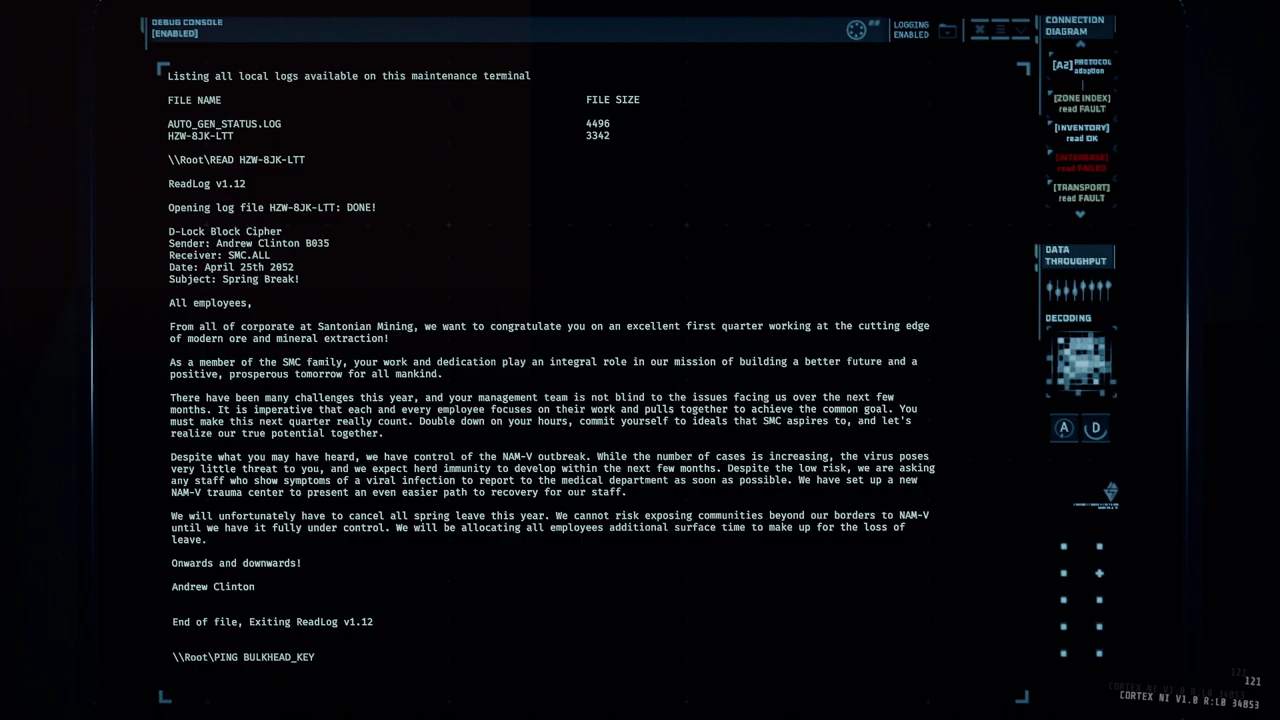 DEBUG CONSOLE
[ENABLED]
LOGGING
ENABLED
Listing all local logs available on this maintenance terminal
FILE NAME FILE SIZE
AUTO_GEN_STATUS.LOG 4496
HZW-8JK-LTT 3342
\\Root\READ HZW-8JK-LTT
ReadLog v1.12
Opening log file HZW-8JK-LTT: DONE!
D-Lock Block Cipher
Sender: Andrew Clinton B035
Receiver: SMC.ALL
Date: April 25th 2052
Subject: Spring Break!
All employees,
From all of corporate at Santonian Mining, we want to congratulate you on an excellent first quarter working at the cutting edge
of modern ore and mineral extraction!
As a member of the SMC family, your work and dedication play an integral role in our mission of building a better future and a
positive, prosperous tomorrow for all mankind.
There have been many challenges this year, and your management team is not blind to the issues facing us over the next few
months. It is imperative that each and every employee focuses on their work and pulls together to achieve the common goal. You
must make this next quarter really count. Double down on your hours, commit yourself to ideals that SMC aspires to, and let's
realize our true potential together.
Despite what you may have heard, we have control of the NAM-V outbreak. While the number of cases is increasing, the virus poses
very little threat to you, and we expect herd immunity to develop within the next few months. Despite the low risk, we are asking
any staff who show symptoms of a viral infection to report to the medical department as soon as possible. We have set up a new
NAM-V trauma center to present an even easier path to recovery for our staff.
We will unfortunately have to cancel all spring leave this year. We cannot risk exposing communities beyond our borders to NAM-V
until we have it fully under control. We will be allocating all employees additional surface time to make up for the loss of
leave.
Onwards and downwards!
Andrew Clinton
End of file, Exiting ReadLog v1.12
\\Root\PING BULKHEAD_KEY
CONNECTION
DIAGRAM
[A2] PROTOCOL
adoption
[ZONE INDEX]
read FAULT
[INVENTORY]
read OK
[INTERBASE]
read FAILED
[TRANSPORT]
read FAULT
DATA
THROUGHPUT
DECODING
A D
121
CORTEX NI V1.0 R:L0 34853